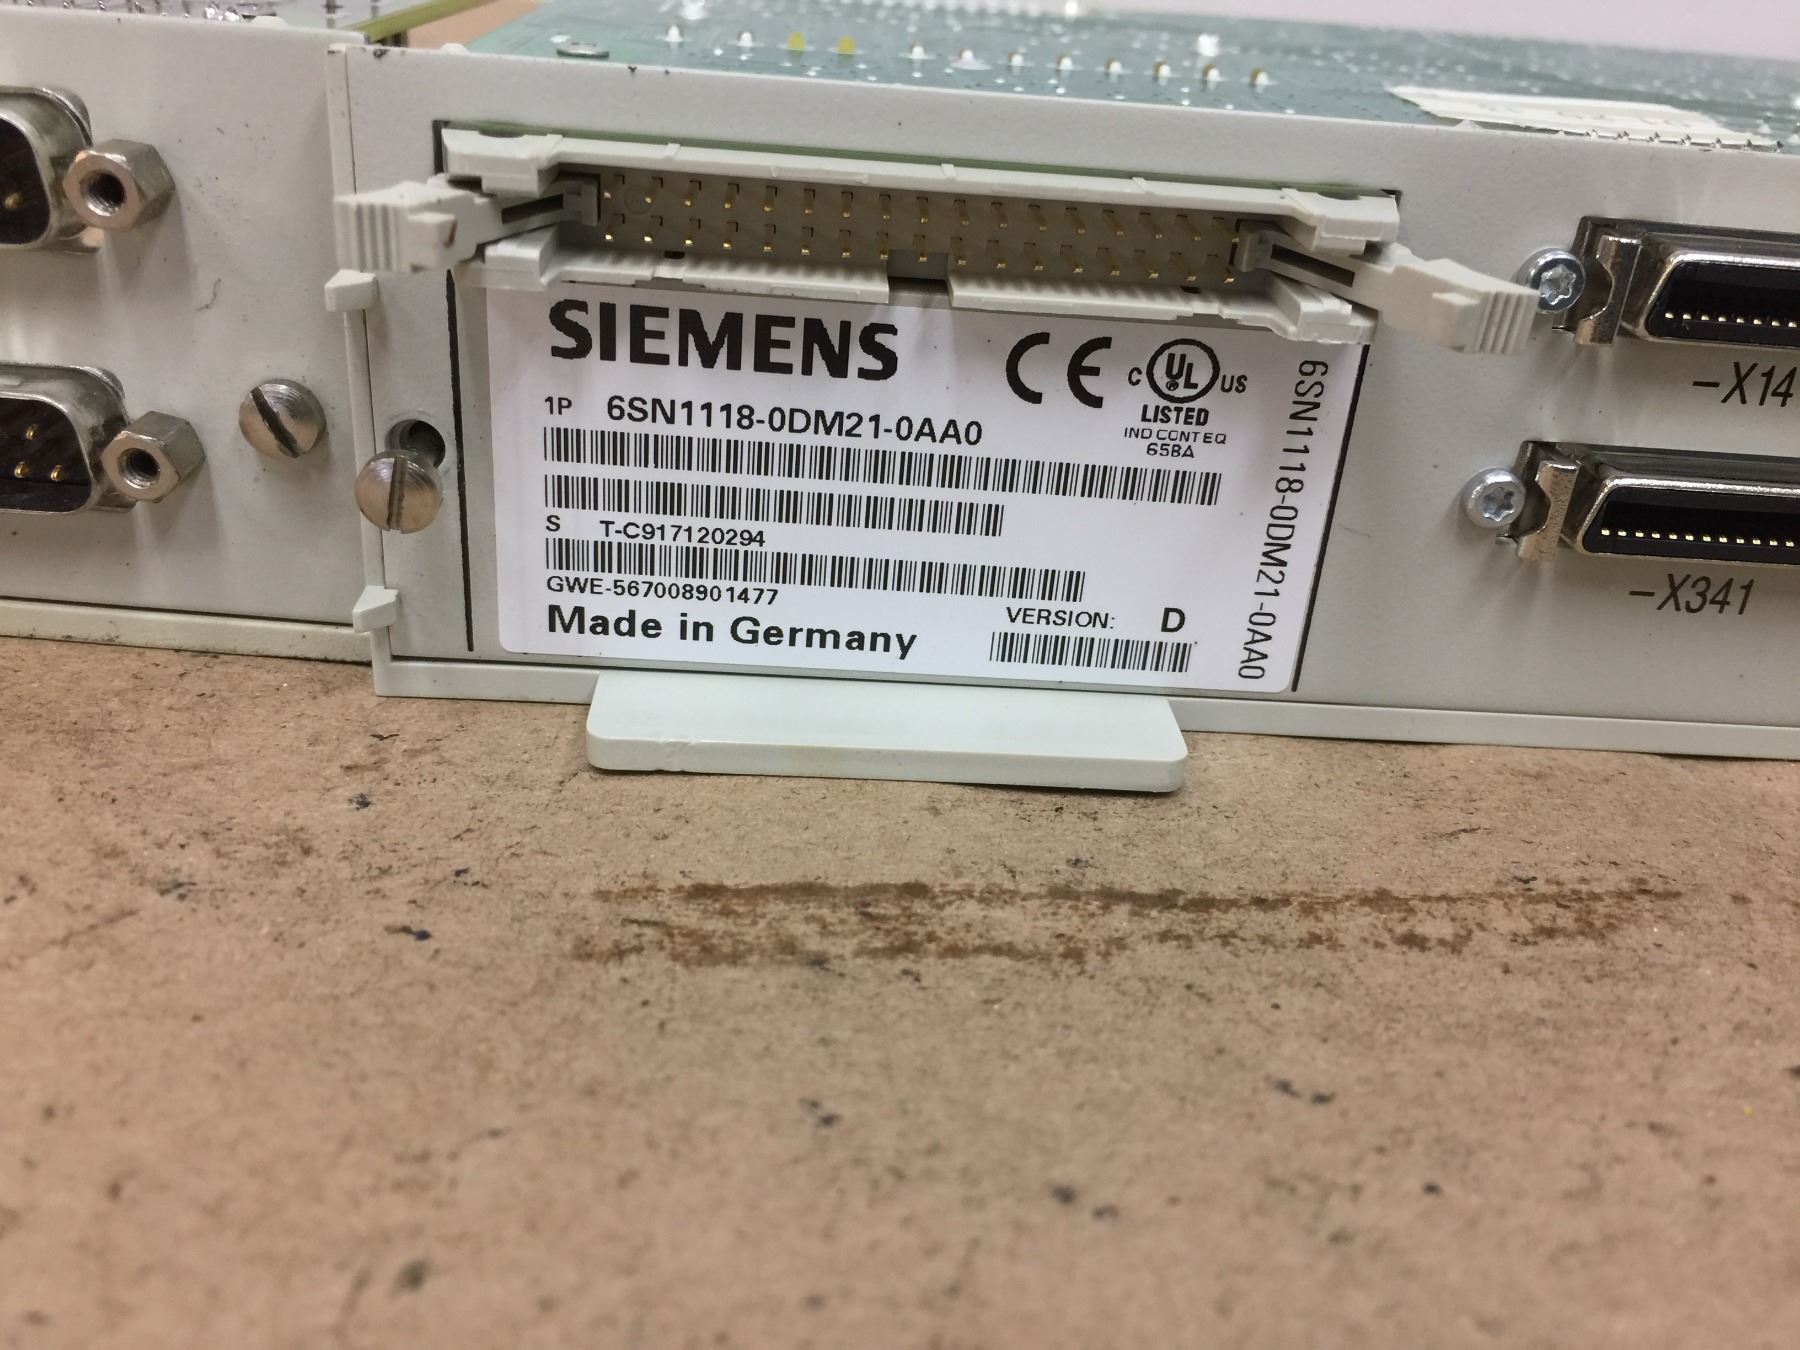 SIEMENS
CE
C UL US
LISTED
IND CONT EQ
65BA
1P 6SN1118-0DM21-0AA0
S T-C917120294
GWE-567008901477
Made in Germany
VERSION: D
6SN1118-0DM21-0AA0
-X14
-X341